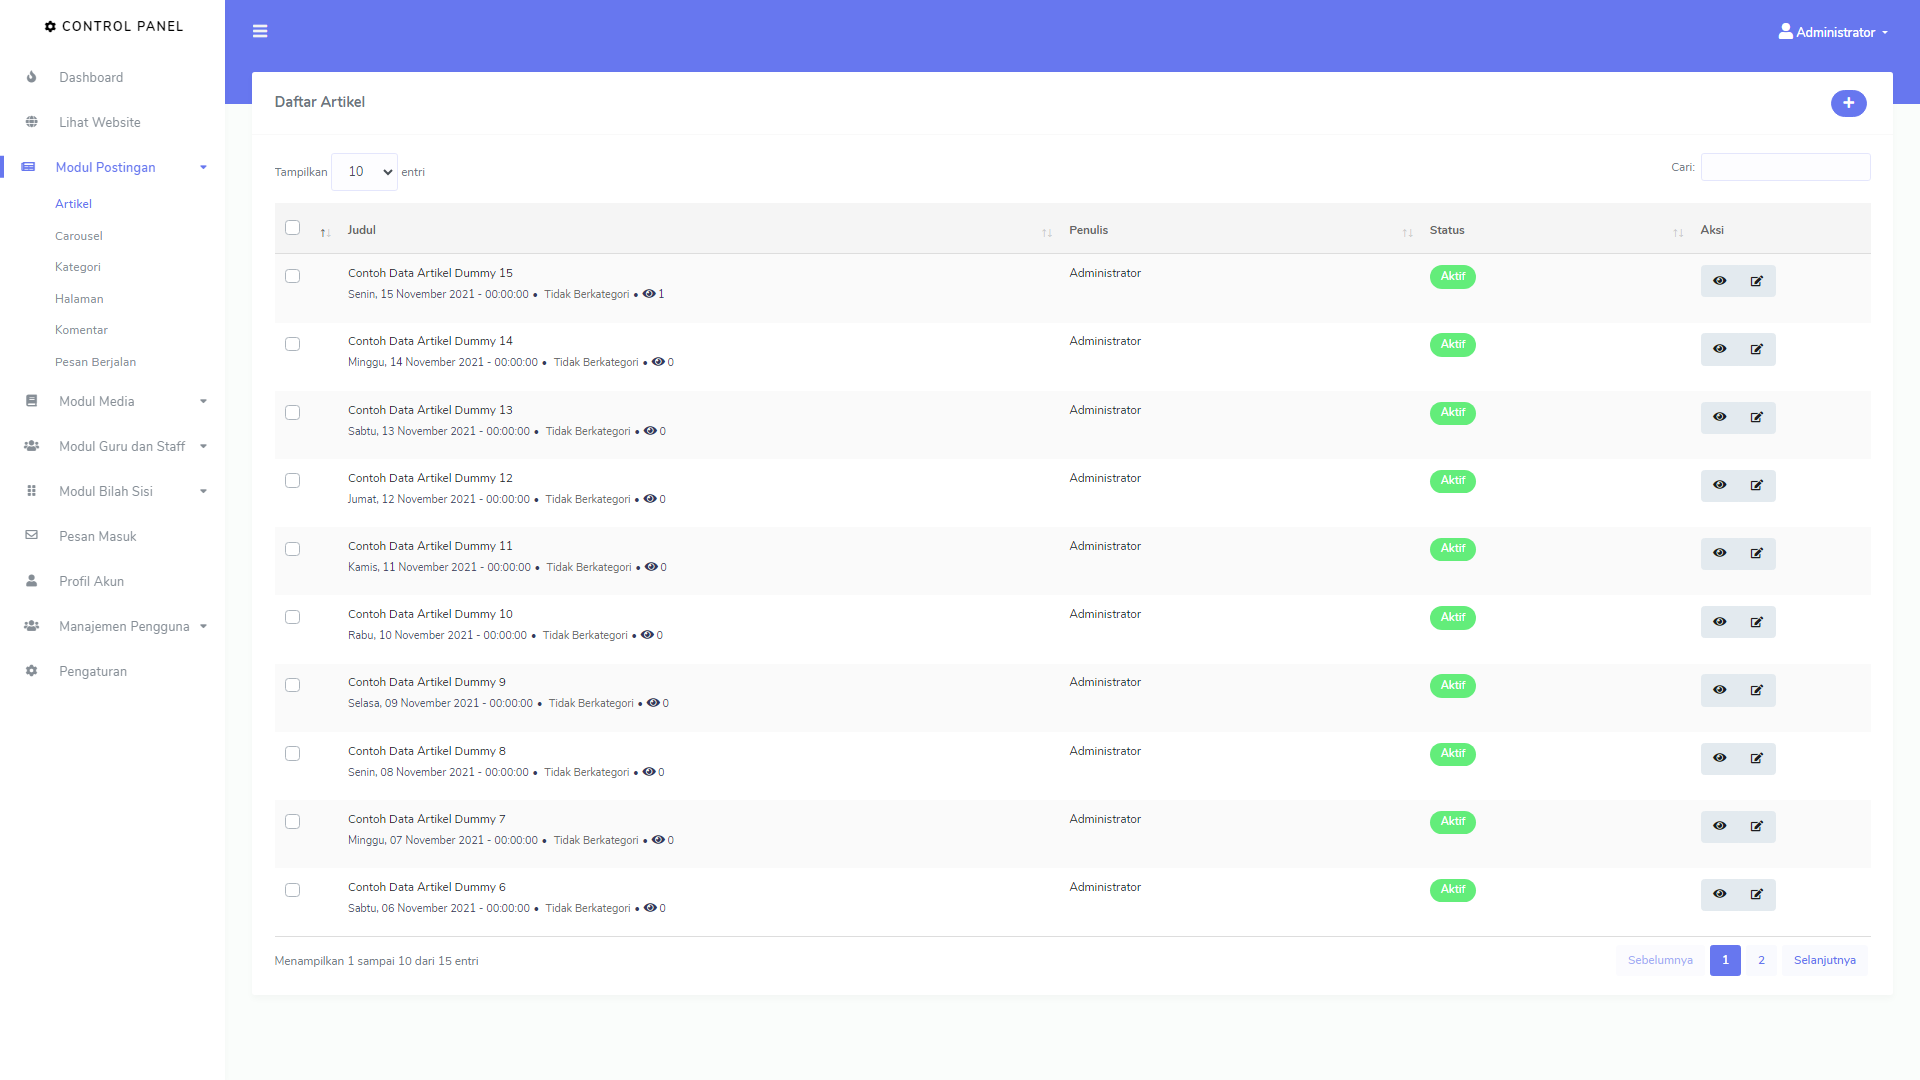 CONTROL PANEL
Administrator
Dashboard
Lihat Website
Modul Postingan
Artikel
Carousel
Kategori
Halaman
Komentar
Pesan Berjalan
Modul Media
Modul Guru dan Staff
Modul Bilah Sisi
Pesan Masuk
Profil Akun
Manajemen Pengguna
Pengaturan
Daftar Artikel
Tampilkan 10 entri
Cari:
Judul Penulis Status Aksi
Contoh Data Artikel Dummy 15 Administrator Aktif
Senin, 15 November 2021 - 00:00:00 • Tidak Berkategori • 1
Contoh Data Artikel Dummy 14 Administrator Aktif
Minggu, 14 November 2021 - 00:00:00 • Tidak Berkategori • 0
Contoh Data Artikel Dummy 13 Administrator Aktif
Sabtu, 13 November 2021 - 00:00:00 • Tidak Berkategori • 0
Contoh Data Artikel Dummy 12 Administrator Aktif
Jumat, 12 November 2021 - 00:00:00 • Tidak Berkategori • 0
Contoh Data Artikel Dummy 11 Administrator Aktif
Kamis, 11 November 2021 - 00:00:00 • Tidak Berkategori • 0
Contoh Data Artikel Dummy 10 Administrator Aktif
Rabu, 10 November 2021 - 00:00:00 • Tidak Berkategori • 0
Contoh Data Artikel Dummy 9 Administrator Aktif
Selasa, 09 November 2021 - 00:00:00 • Tidak Berkategori • 0
Contoh Data Artikel Dummy 8 Administrator Aktif
Senin, 08 November 2021 - 00:00:00 • Tidak Berkategori • 0
Contoh Data Artikel Dummy 7 Administrator Aktif
Minggu, 07 November 2021 - 00:00:00 • Tidak Berkategori • 0
Contoh Data Artikel Dummy 6 Administrator Aktif
Sabtu, 06 November 2021 - 00:00:00 • Tidak Berkategori • 0
Menampilkan 1 sampai 10 dari 15 entri
Sebelumnya 1 2 Selanjutnya